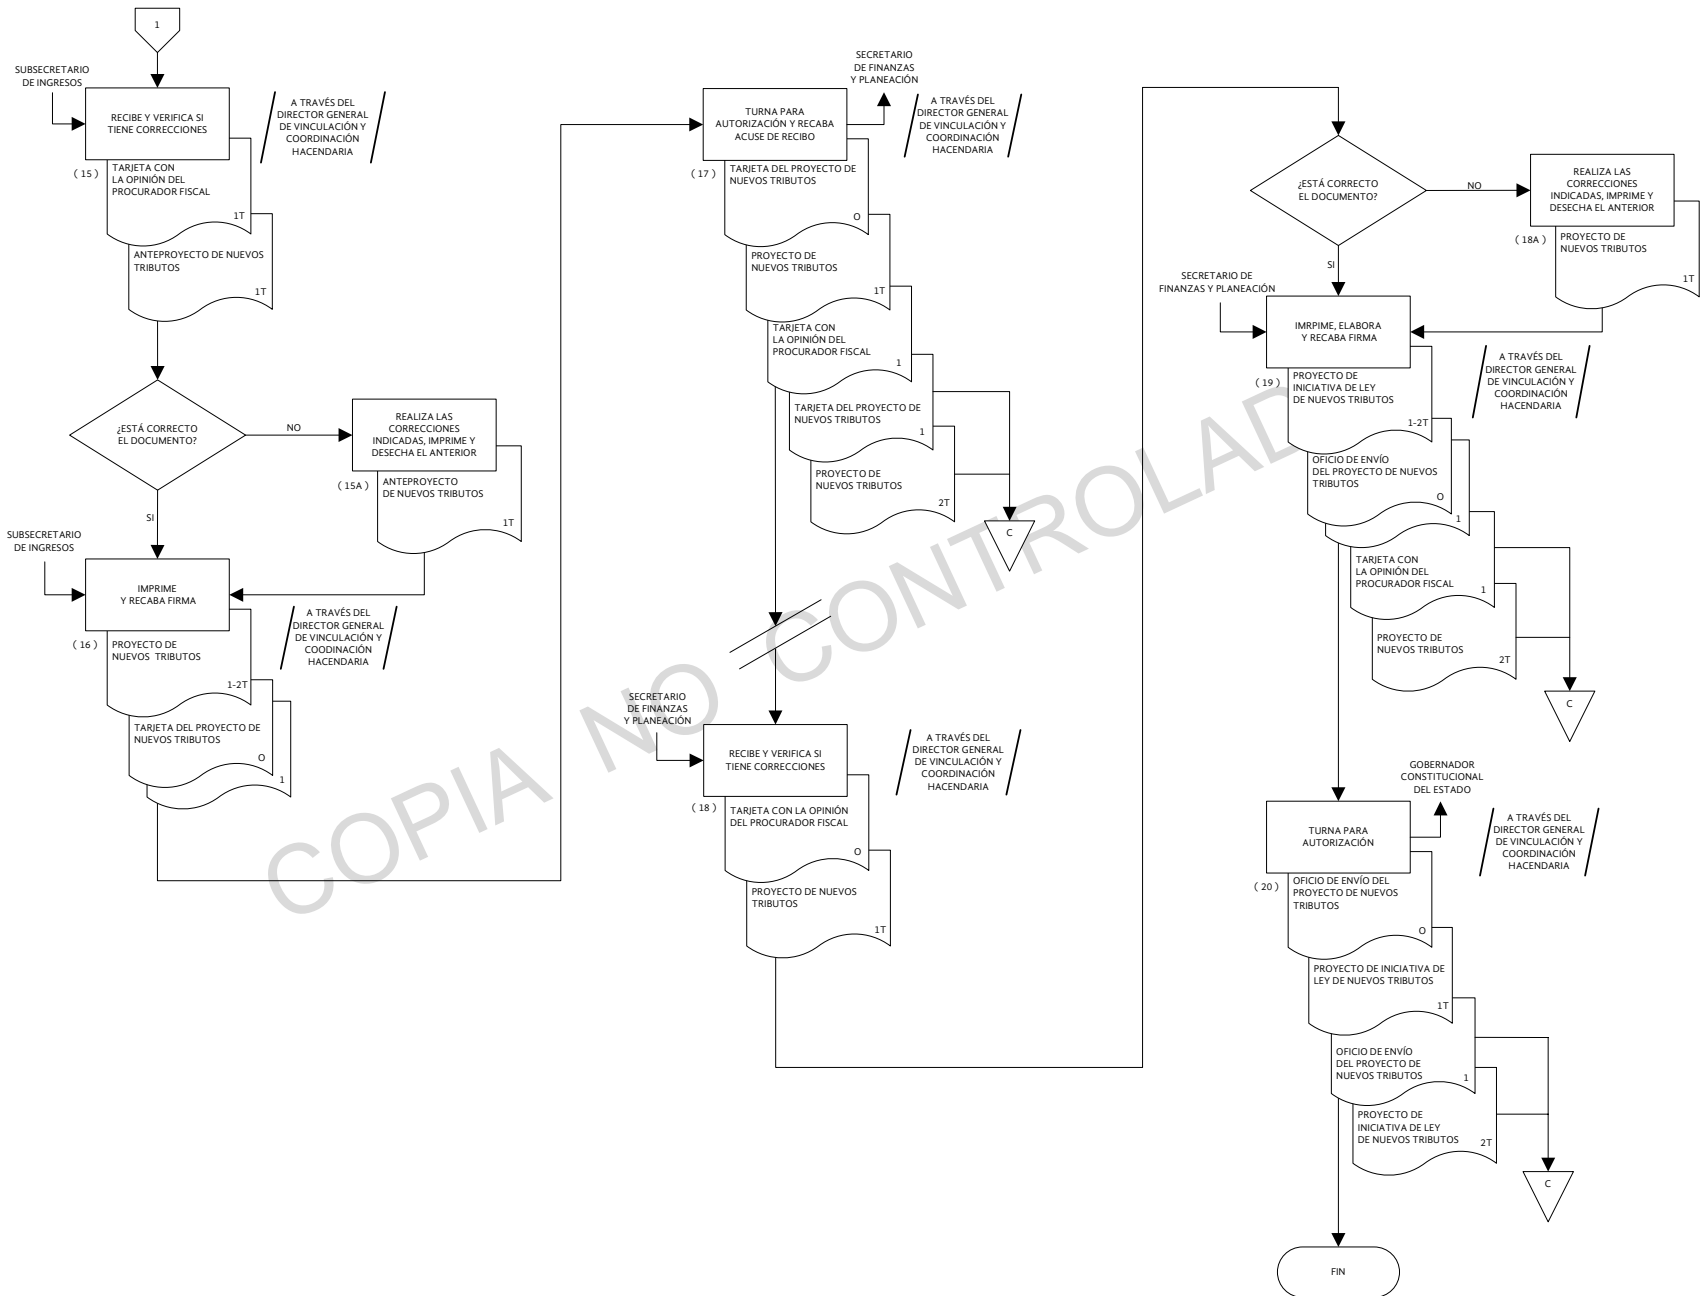 1
SUBSECRETARIO
DE INGRESOS
RECIBE Y VERIFICA SI
TIENE CORRECCIONES
A TRAVÉS DEL
DIRECTOR GENERAL
DE VINCULACIÓN Y
COORDINACIÓN
HACENDARIA
( 15 )
TARJETA CON
LA OPINIÓN DEL
PROCURADOR FISCAL
1T
ANTEPROYECTO DE NUEVOS
TRIBUTOS
1T
¿ESTÁ CORRECTO
EL DOCUMENTO?
NO
REALIZA LAS
CORRECCIONES
INDICADAS, IMPRIME Y
DESECHA EL ANTERIOR
( 15A )
ANTEPROYECTO
DE NUEVOS TRIBUTOS
1T
SI
SUBSECRETARIO
DE INGRESOS
IMPRIME
Y RECABA FIRMA
A TRAVÉS DEL
DIRECTOR GENERAL
DE VINCULACIÓN Y
COODINACIÓN
HACENDARIA
( 16 )
PROYECTO DE
NUEVOS TRIBUTOS
1-2T
TARJETA DEL PROYECTO DE
NUEVOS TRIBUTOS
O
1
SECRETARIO
DE FINANZAS
Y PLANEACIÓN
TURNA PARA
AUTORIZACIÓN Y RECABA
ACUSE DE RECIBO
A TRAVÉS DEL
DIRECTOR GENERAL
DE VINCULACIÓN Y
COORDINACIÓN
HACENDARIA
( 17 )
TARJETA DEL PROYECTO DE
NUEVOS TRIBUTOS
O
PROYECTO DE
NUEVOS TRIBUTOS
1T
TARJETA CON
LA OPINIÓN DEL
PROCURADOR FISCAL
1
TARJETA DEL PROYECTO DE
NUEVOS TRIBUTOS
1
PROYECTO DE
NUEVOS TRIBUTOS
2T
C
SECRETARIO
DE FINANZAS
Y PLANEACIÓN
RECIBE Y VERIFICA SI
TIENE CORRECCIONES
A TRAVÉS DEL
DIRECTOR GENERAL
DE VINCULACIÓN Y
COORDINACIÓN
HACENDARIA
( 18 )
TARJETA CON LA OPINIÓN
DEL PROCURADOR FISCAL
O
PROYECTO DE NUEVOS
TRIBUTOS
1T
¿ESTÁ CORRECTO
EL DOCUMENTO?
NO
REALIZA LAS
CORRECCIONES
INDICADAS, IMPRIME Y
DESECHA EL ANTERIOR
( 18A )
PROYECTO DE
NUEVOS TRIBUTOS
1T
SI
SECRETARIO DE
FINANZAS Y PLANEACIÓN
IMRPIME, ELABORA
Y RECABA FIRMA
A TRAVÉS DEL
DIRECTOR GENERAL
DE VINCULACIÓN Y
COORDINACIÓN
HACENDARIA
( 19 )
PROYECTO DE
INICIATIVA DE LEY
DE NUEVOS TRIBUTOS
1-2T
OFICIO DE ENVÍO
DEL PROYECTO DE NUEVOS
TRIBUTOS
O
1
TARJETA CON
LA OPINIÓN DEL
PROCURADOR FISCAL
1
PROYECTO DE
NUEVOS TRIBUTOS
2T
C
GOBERNADOR
CONSTITUCIONAL
DEL ESTADO
TURNA PARA
AUTORIZACIÓN
A TRAVÉS DEL
DIRECTOR GENERAL
DE VINCULACIÓN Y
COORDINACIÓN
HACENDARIA
( 20 )
OFICIO DE ENVÍO DEL
PROYECTO DE NUEVOS
TRIBUTOS
O
PROYECTO DE INICIATIVA DE
LEY DE NUEVOS TRIBUTOS
1T
OFICIO DE ENVÍO
DEL PROYECTO DE
NUEVOS TRIBUTOS
1
PROYECTO DE
INICIATIVA DE LEY
DE NUEVOS TRIBUTOS
2T
C
FIN
COPIA NO CONTROLAD